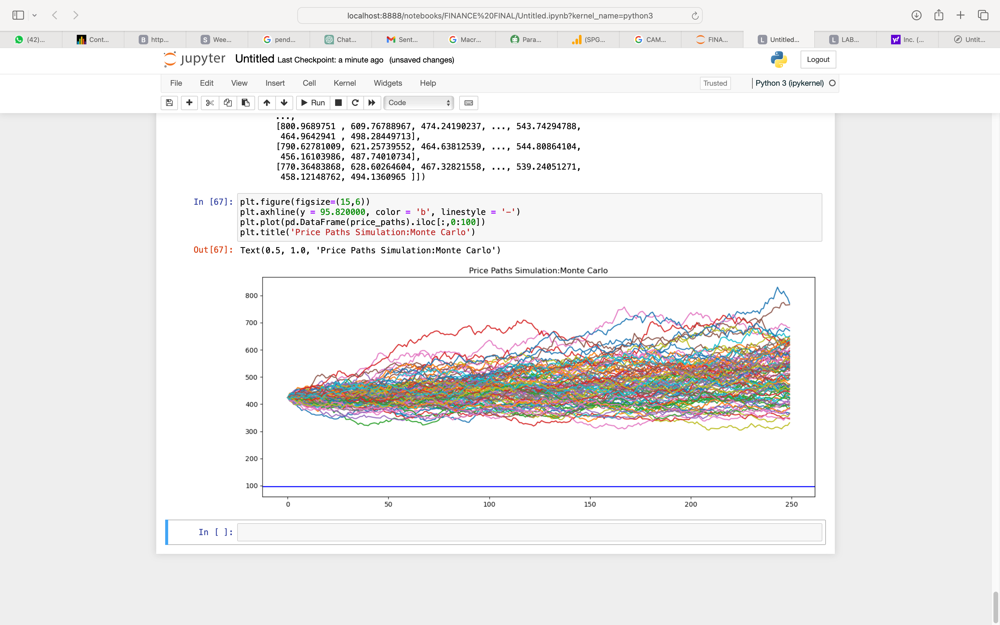 localhost:8888/notebooks/FINANCE%20FINAL/Untitled.ipynb?kernel_name=python3
(42)...
Cont...
B http...
S Wee...
G pend...
Chat...
Sent...
G Macr...
Para...
(SPG...
G CAM...
FINA...
L Untitled...
L LAB...
y! Inc. (...
Untit...
jupyter Untitled Last Checkpoint: a minute ago (unsaved changes)
Logout
File Edit View Insert Cell Kernel Widgets Help
Trusted
Python 3 (ipykernel)
Run
Code
...,
[800.9689751 , 609.76788967, 474.24190237, ..., 543.74294788,
464.9642941 , 498.28449713],
[790.62781009, 621.25739552, 464.63812539, ..., 544.80864104,
456.16103986, 487.74010734],
[770.36483868, 628.60264604, 467.32821558, ..., 539.24051271,
458.12148762, 494.1360965 ]])
In [67]:
plt.figure(figsize=(15,6))
plt.axhline(y = 95.820000, color = 'b', linestyle = '-')
plt.plot(pd.DataFrame(price_paths).iloc[:,0:100])
plt.title('Price Paths Simulation:Monte Carlo')
Out[67]: Text(0.5, 1.0, 'Price Paths Simulation:Monte Carlo')
Price Paths Simulation:Monte Carlo
800
700
600
500
400
300
200
100
0 50 100 150 200 250
In [ ]: